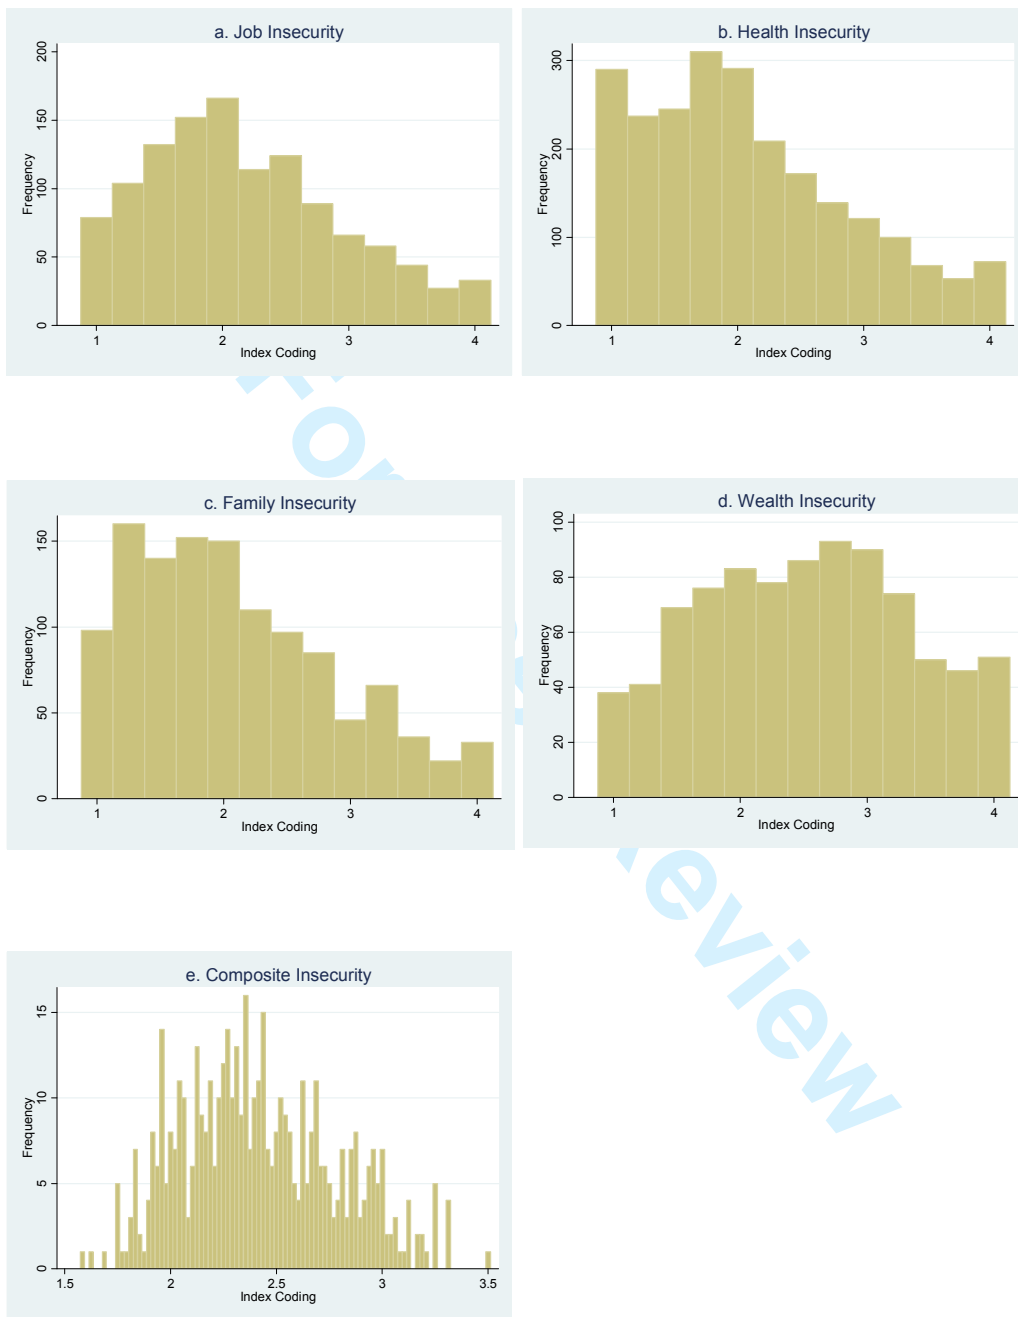 a. Job Insecurity
200
150
100
50
0
Frequency
1 2 3 4
Index Coding
b. Health Insecurity
300
200
100
0
Frequency
1 2 3 4
Index Coding
c. Family Insecurity
150
100
50
0
Frequency
1 2 3 4
Index Coding
d. Wealth Insecurity
100
80
60
40
20
0
Frequency
1 2 3 4
Index Coding
e. Composite Insecurity
15
10
5
0
Frequency
1.5 2 2.5 3 3.5
Index Coding
For
Review